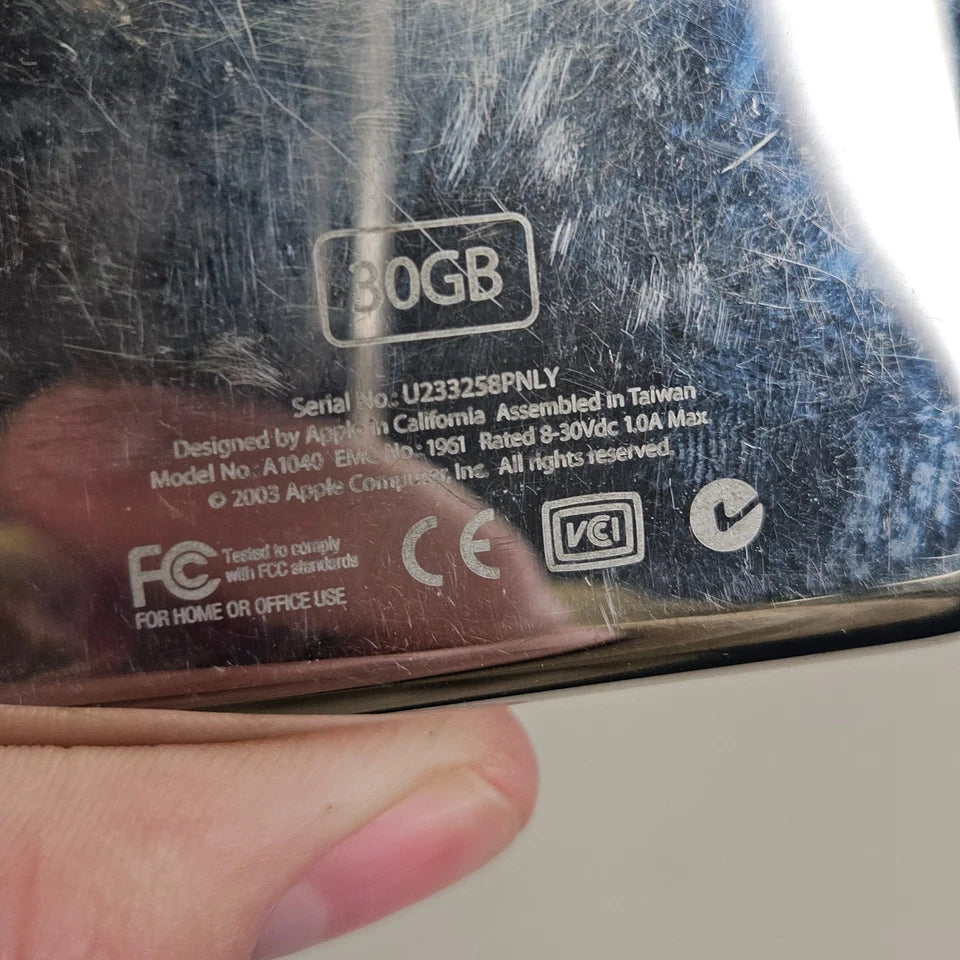 30GB
Serial No.: U233258PNLY
Designed by Apple in California Assembled in Taiwan
Model No.: A1040 EMC No.: 1961 Rated 8-30Vdc 1.0A Max
© 2003 Apple Computer, Inc. All rights reserved.
FC Tested to comply
with FCC standards
FOR HOME OR OFFICE USE
CE
VCI